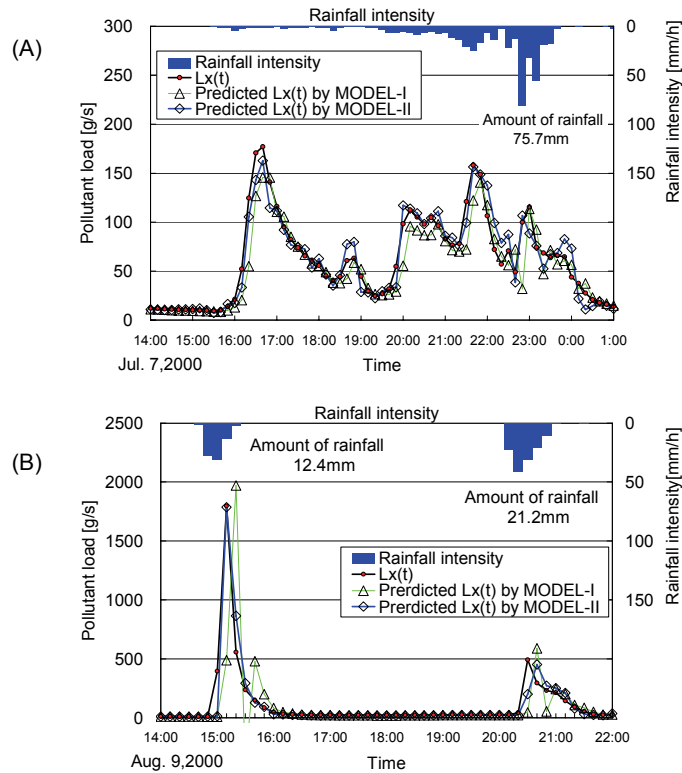 (A)
Rainfall intensity
300
250
200
150
100
50
0
Pollutant load [g/s]
0
50
100
150
Rainfall intensity [mm/h]
Rainfall intensity
Lx(t)
Predicted Lx(t) by MODEL-I
Predicted Lx(t) by MODEL-II
Amount of rainfall
75.7mm
14:00 15:00 16:00 17:00 18:00 19:00 20:00 21:00 22:00 23:00 0:00 1:00
Jul. 7,2000
Time
(B)
Rainfall intensity
2500
2000
1500
1000
500
0
Pollutant load [g/s]
0
50
100
150
Rainfall intensity[mm/h]
Amount of rainfall
12.4mm
Amount of rainfall
21.2mm
Rainfall intensity
Lx(t)
Prerdicted Lx(t) by MODEL-I
Prerdicted Lx(t) by MODEL-II
14:00 15:00 16:00 17:00 18:00 19:00 20:00 21:00 22:00
Aug. 9,2000
Time